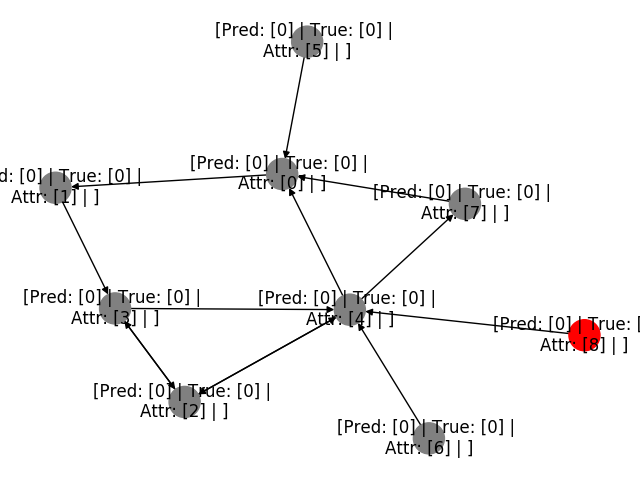 [Pred: [0] | True: [0] |
Attr: [5] | ]
[Pred: [0] | True: [0] |
Attr: [0] | ]
d: [0] | True: [0] |
Attr: [1] | ]
[Pred: [0] | True: [0] |
Attr: [7] | ]
[Pred: [0] | True: [0] |
Attr: [3] | ]
[Pred: [0] | True: [0] |
Attr: [4] | ]
[Pred: [0] | True: [
Attr: [8] | ]
[Pred: [0] | True: [0] |
Attr: [2] | ]
[Pred: [0] | True: [0] |
Attr: [6] | ]